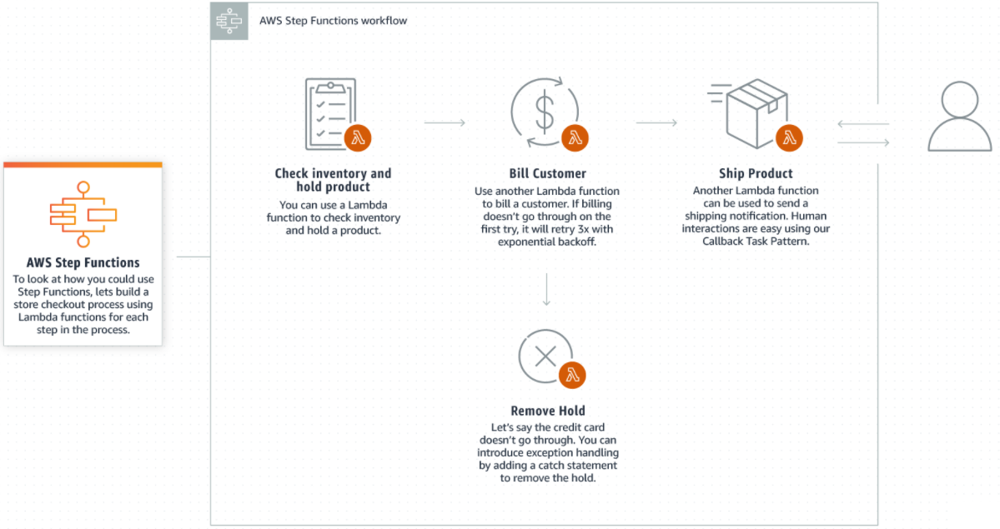 AWS Step Functions workflow
AWS Step Functions
To look at how you could use
Step Functions, lets build a
store checkout process using
Lambda functions for each
step in the process.
Check inventory and
hold product
You can use a Lambda
function to check inventory
and hold a product.
Bill Customer
Use another Lambda function
to bill a customer. If billing
doesn't go through on the
first try, it will retry 3x with
exponential backoff.
Ship Product
Another Lambda function
can be used to send a
shipping notification. Human
interactions are easy using our
Callback Task Pattern.
Remove Hold
Let's say the credit card
doesn't go through. You can
introduce exception handling
by adding a catch statement
to remove the hold.